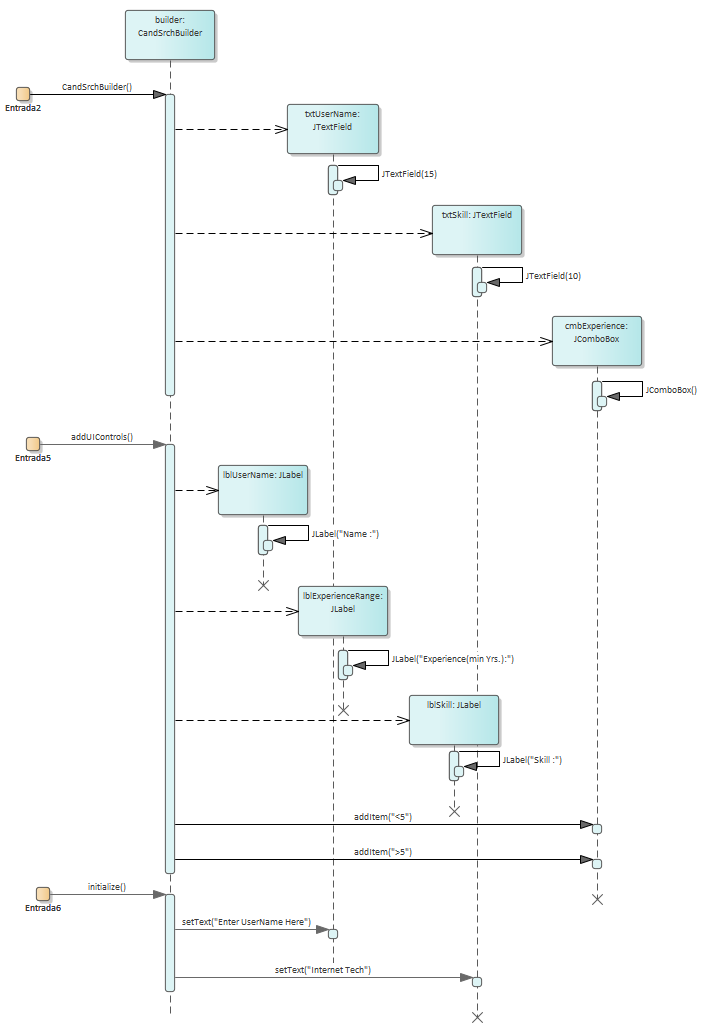 builder:
CandSrchBuilder
CandSrchBuilder()
Entrada2
txtUserName:
JTextField
JTextField(15)
txtSkill: JTextField
JTextField(10)
cmbExperience:
JComboBox
JComboBox()
addUIControls()
Entrada5
lblUserName: JLabel
JLabel("Name :")
lblExperienceRange:
JLabel
JLabel("Experience(min Yrs.):")
lblSkill: JLabel
JLabel("Skill :")
addItem("<5")
addItem(">5")
initialize()
Entrada6
setText("Enter UserName Here")
setText("Internet Tech")